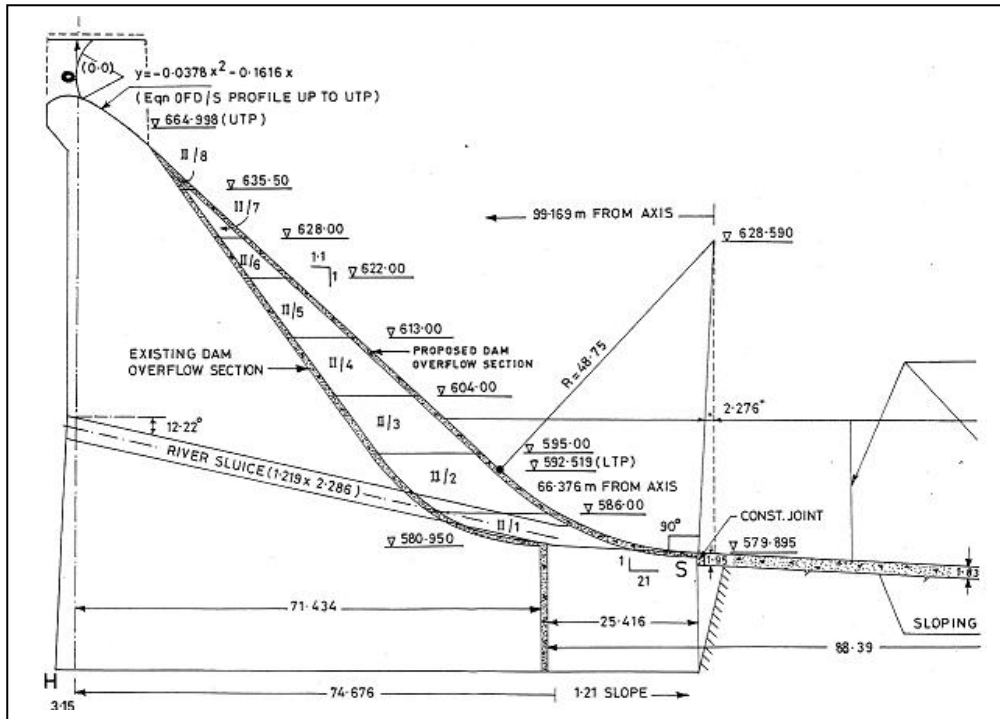 (0.0)
O
y=-0.0378 x² - 0.1616 x
(Eqn OFD/S PROFILE UP TO UTP)
▽ 664.998 (UTP)
II/8
▽ 635.50
II/7
▽ 628.00
II/6
1.1
1
▽ 622.00
99.169 m FROM AXIS
▽ 628.590
II/5
▽ 613.00
EXISTING DAM
OVERFLOW SECTION
PROPOSED DAM
OVERFLOW SECTION
II/4
▽ 604.00
R=48.75
2.276°
12.22°
II/3
RIVER SLUICE (1.219 x 2.286)
▽ 595.00
▽ 592.519 (LTP)
II/2
66.376 m FROM AXIS
▽ 586.00
II/1
90°
CONST. JOINT
▽ 580.950
▽ 579.895
1
21
S
1.95
1.83
71.434
25.416
SLOPING
88.39
H
3.15
74.676
1.21 SLOPE